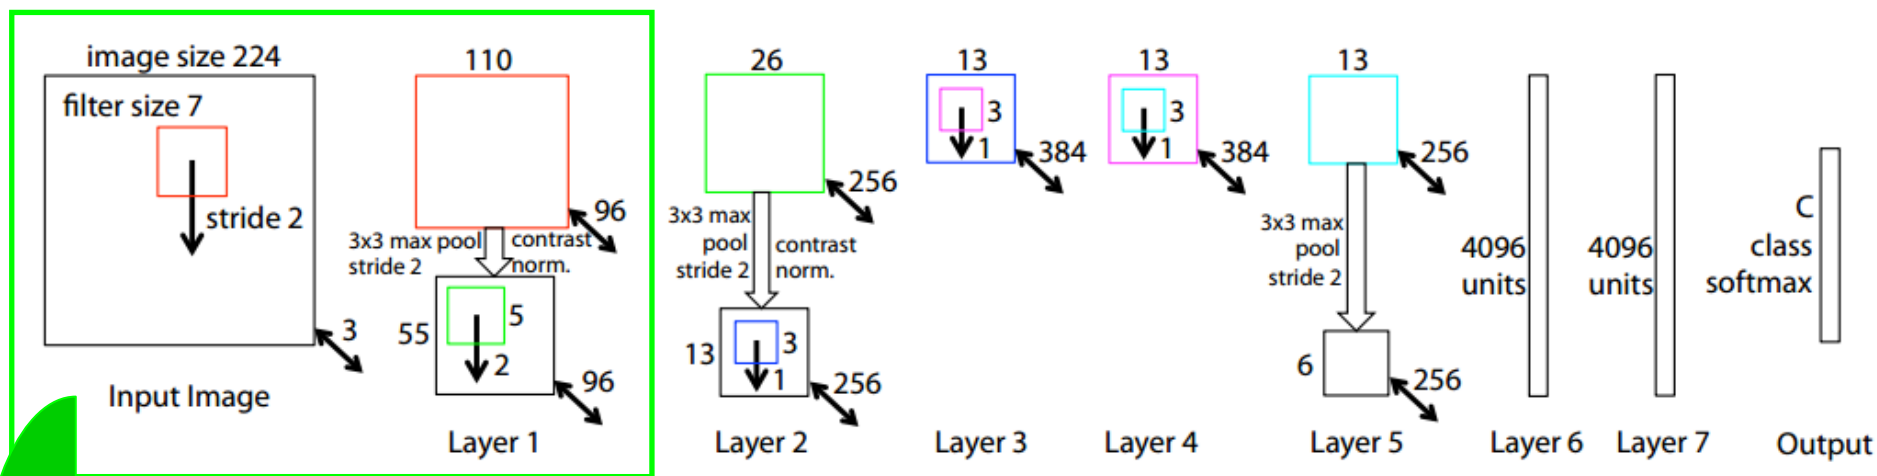 image size 224
filter size 7
stride 2
3
Input Image
110
96
3x3 max pool
stride 2
contrast
norm.
55
5
2
96
Layer 1
26
256
3x3 max
pool
stride 2
contrast
norm.
13
3
1
256
Layer 2
13
3
1
384
Layer 3
13
3
1
384
Layer 4
13
256
3x3 max
pool
stride 2
6
256
Layer 5
4096
units
Layer 6
4096
units
Layer 7
C
class
softmax
Output